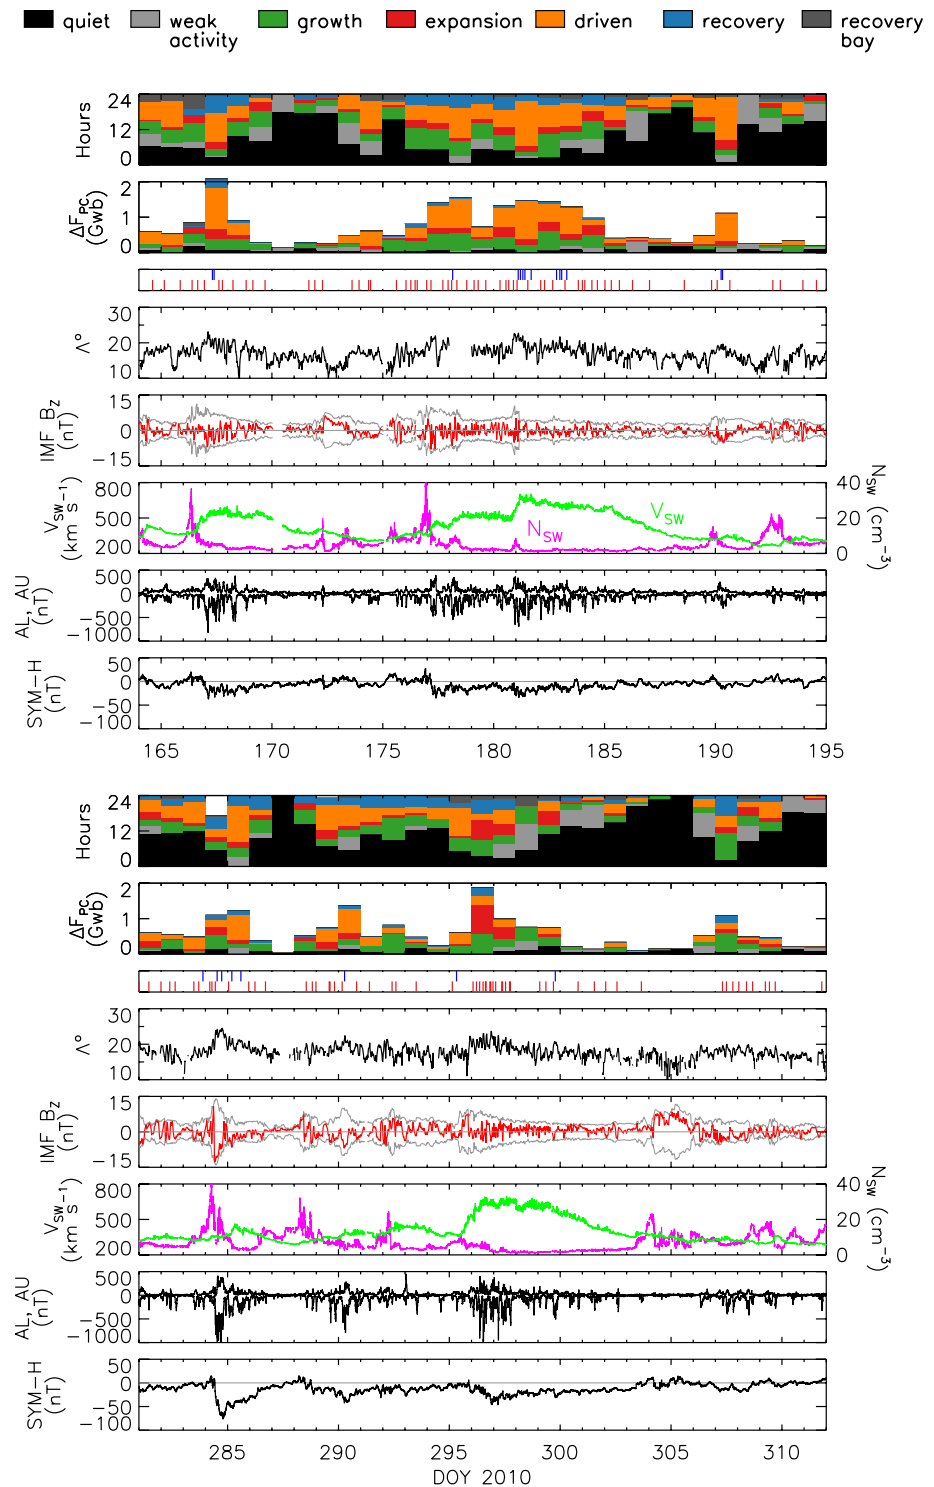 quiet weak growth expansion driven recovery recovery
activity bay
24
12
0
Hours
2
1
0
ΔF_PC
(Gwb)
30
20
10
Λ°
15
0
−15
IMF B_Z
(nT)
800
500
200
V_SW
(km s⁻¹)
40
20
0
N_SW (cm⁻³)
V_SW
N_SW
500
0
−1000
AL, AU
(nT)
50
0
−50
−100
SYM−H
(nT)
165 170 175 180 185 190 195
24
12
0
Hours
2
1
0
ΔF_PC
(Gwb)
30
20
10
Λ°
15
0
−15
IMF B_Z
(nT)
800
500
200
V_SW
(km s⁻¹)
40
20
0
N_SW (cm⁻³)
500
0
−1000
AL, AU
(nT)
50
0
−50
−100
SYM−H
(nT)
285 290 295 300 305 310
DOY 2010